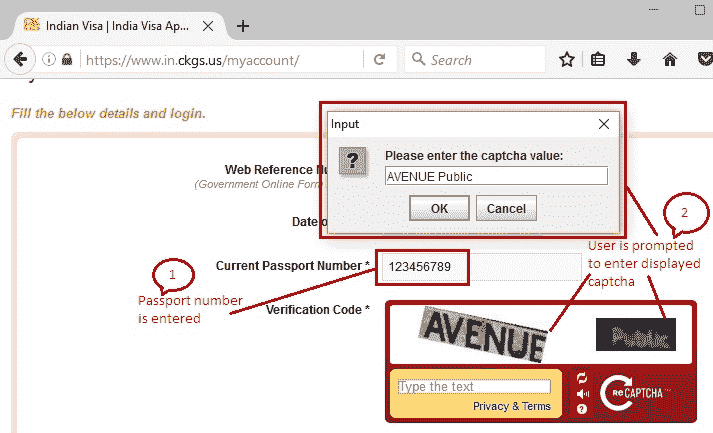 Indian Visa | India Visa Ap...
https://www.in.ckgs.us/myaccount/
Search
Fill the below details and login.
Input
Please enter the captcha value:
AVENUE Public
OK
Cancel
Web Reference Nu
(Government Online Form
Date o
2
User is prompted
to enter displayed
captcha
1
Passport number
is entered
Current Passport Number *
123456789
Verification Code *
AVENUE
Public
Type the text
Privacy & Terms
?
reCAPTCHA